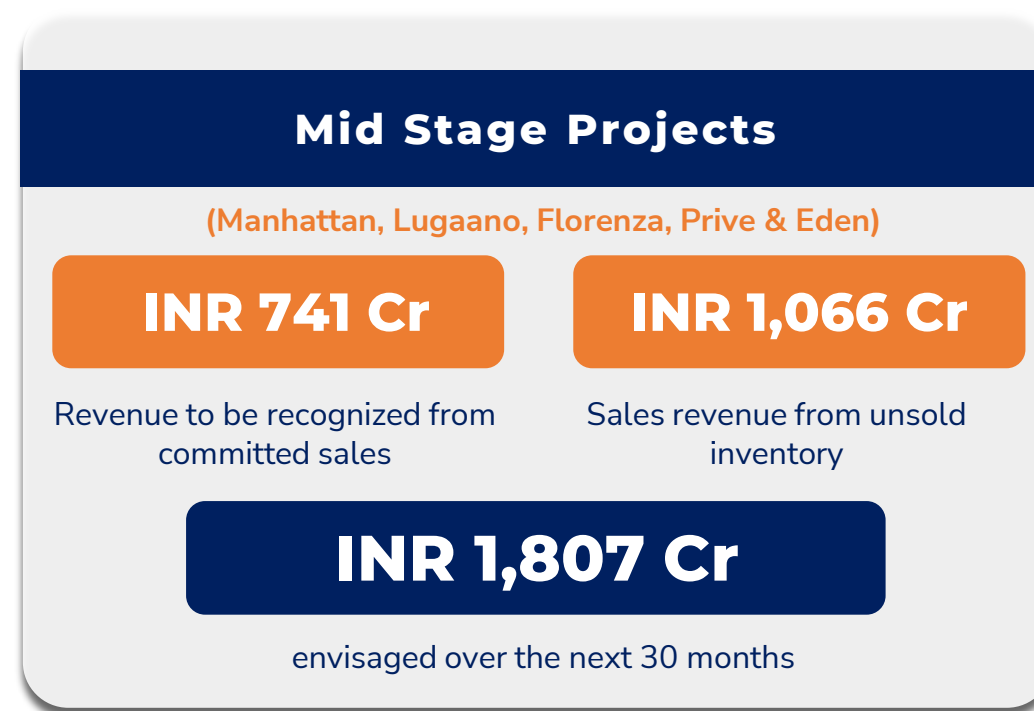 Mid Stage Projects
(Manhattan, Lugaano, Florenza, Prive & Eden)
INR 741 Cr
INR 1,066 Cr
Revenue to be recognized from
committed sales
Sales revenue from unsold
inventory
INR 1,807 Cr
envisaged over the next 30 months